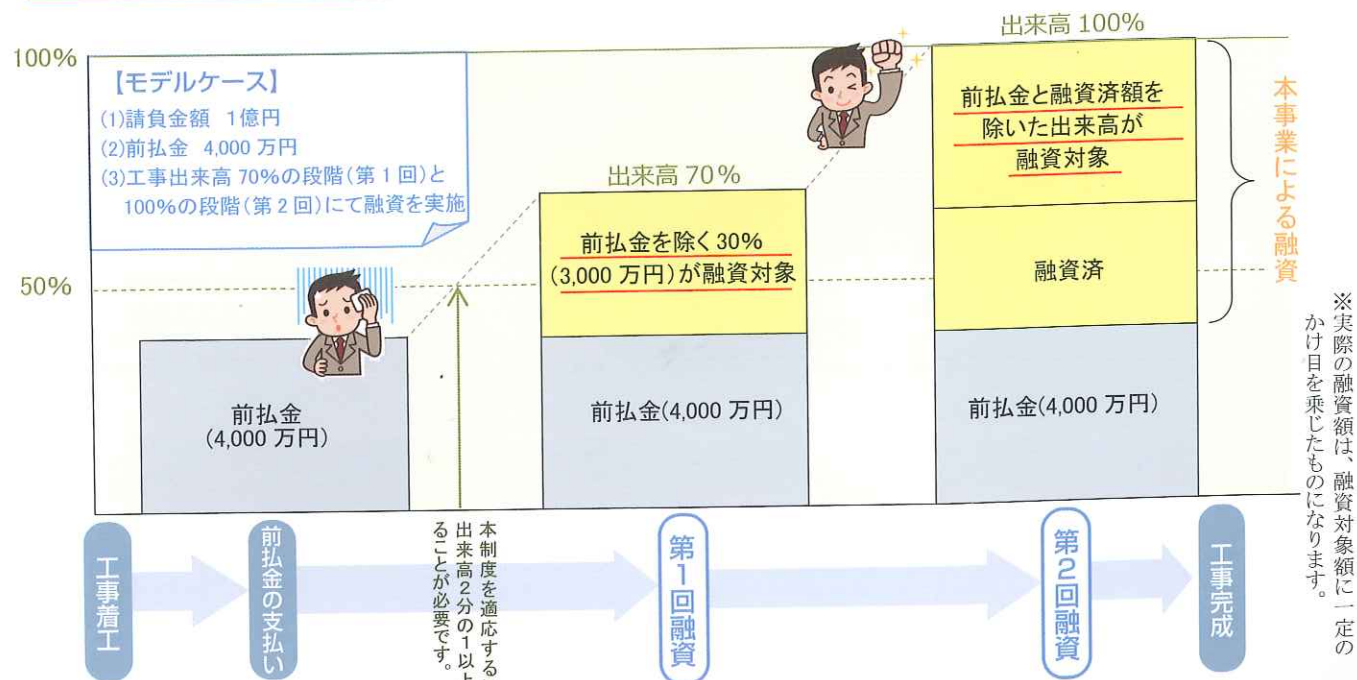 出来高 100%
100%
【モデルケース】
(1)請負金額 1億円
(2)前払金 4,000 万円
(3)工事出来高 70%の段階(第1回)と
100%の段階(第2回)にて融資を実施
50%
前払金
(4,000 万円)
出来高 70%
前払金を除く30%
(3,000 万円)が融資対象
前払金(4,000 万円)
前払金と融資済額を
除いた出来高が
融資対象
融資済
前払金(4,000 万円)
本事業による融資
※実際の融資額は、融資対象額に一定の
かけ目を乗じたものになります。
工事着工
前払金の支払い
本制度を適応する
出来高2分の1以上
ることが必要です。
第1回融資
第2回融資
工事完成